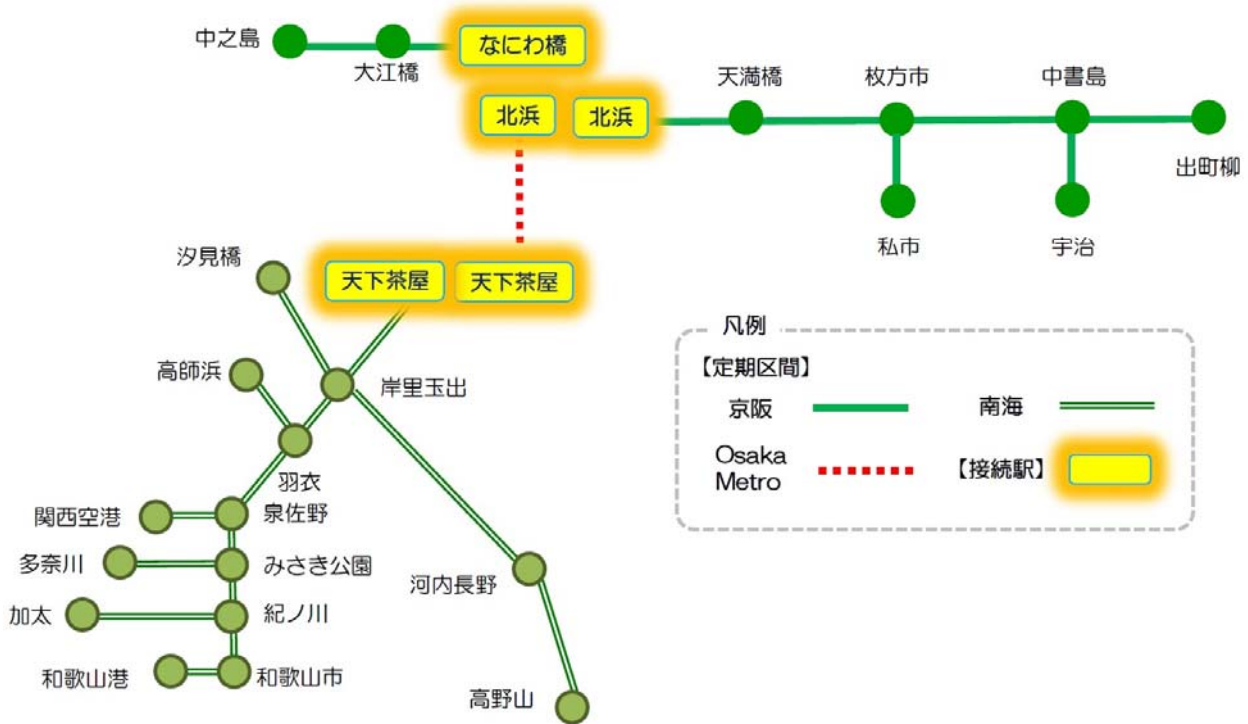 中之島
大江橋
なにわ橋
北浜
北浜
天満橋
枚方市
中書島
出町柳
私市
宇治
汐見橋
天下茶屋
天下茶屋
高師浜
岸里玉出
羽衣
関西空港
泉佐野
多奈川
みさき公園
加太
紀ノ川
和歌山港
和歌山市
河内長野
高野山
凡例
【定期区間】
京阪
南海
Osaka
Metro
【接続駅】